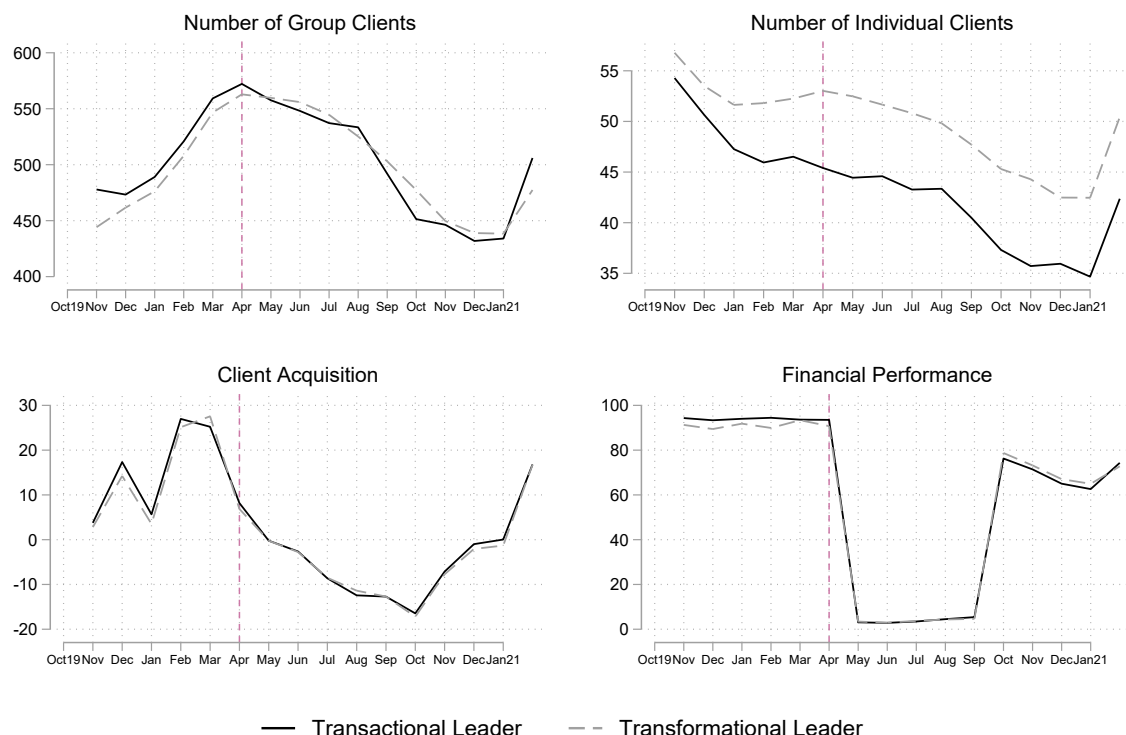 Number of Group Clients
600
550
500
450
400
Oct19 Nov Dec Jan Feb Mar Apr May Jun Jul Aug Sep Oct Nov Dec Jan21
Number of Individual Clients
55
50
45
40
35
Oct19 Nov Dec Jan Feb Mar Apr May Jun Jul Aug Sep Oct Nov Dec Jan21
Client Acquisition
30
20
10
0
-10
-20
Oct19 Nov Dec Jan Feb Mar Apr May Jun Jul Aug Sep Oct Nov Dec Jan21
Financial Performance
100
80
60
40
20
0
Oct19 Nov Dec Jan Feb Mar Apr May Jun Jul Aug Sep Oct Nov Dec Jan21
Transactional Leader Transformational Leader